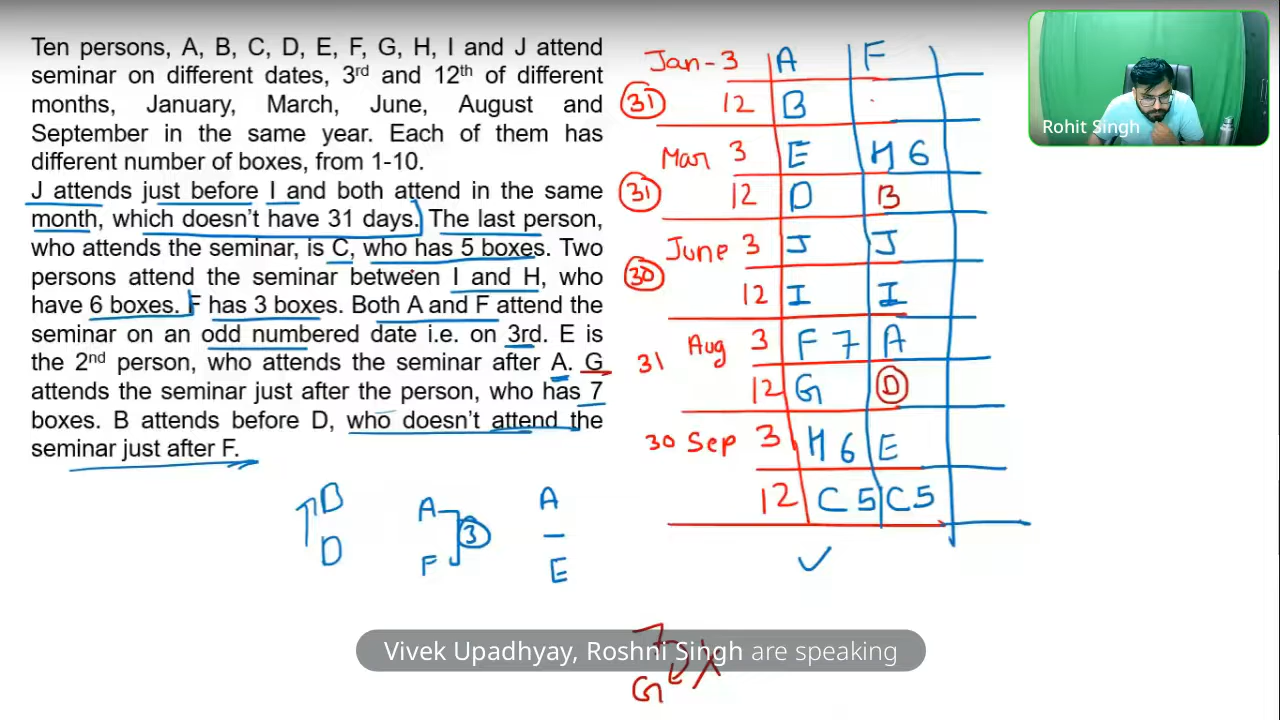 Ten persons, A, B, C, D, E, F, G, H, I and J attend
seminar on different dates, 3rd and 12th of different
months, January, March, June, August and
September in the same year. Each of them has
different number of boxes, from 1-10.
J attends just before I and both attend in the same
month, which doesn't have 31 days. The last person,
who attends the seminar, is C, who has 5 boxes. Two
persons attend the seminar between I and H, who
have 6 boxes. F has 3 boxes. Both A and F attend the
seminar on an odd numbered date i.e. on 3rd. E is
the 2nd person, who attends the seminar after A. G
attends the seminar just after the person, who has 7
boxes. B attends before D, who doesn't attend the
seminar just after F.
B
D
A
F
3
A
E
Jan - 3 A F
31 12 B
Mar 3 E H 6
31 12 D B
June 3 J J
30 12 I I
31 Aug 3 F 7 A
12 G D
30 Sep 3 H 6 E
12 C 5 C 5
7
G
Rohit Singh
Vivek Upadhyay, Roshni Singh are speaking